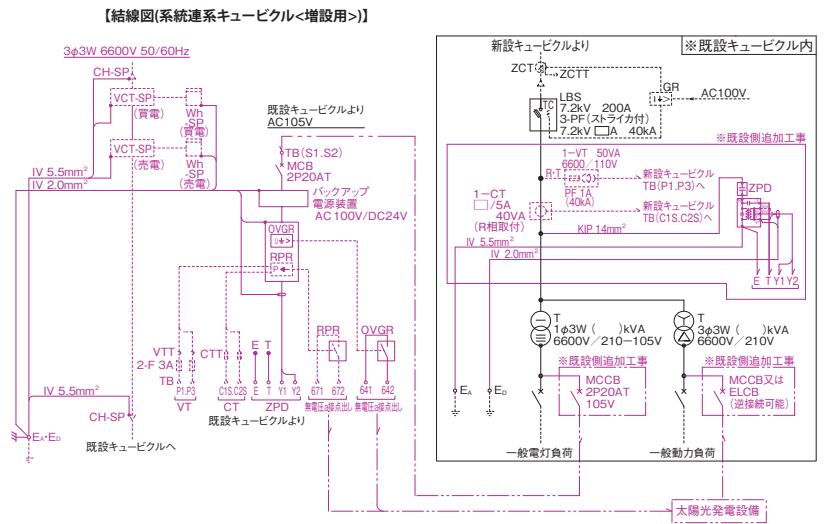 【結線図(系統連系キュービクル<増設用>)】
3φ3W 6600V 50/60Hz
CH-SP
VCT-SP
(買電)
Wh
-SP
(買電)
VCT-SP
(売電)
Wh
-SP
(売電)
IV 5.5mm²
IV 2.0mm²
既設キュービクルより
AC105V
TB(S1.S2)
MCB
2P20AT
バックアップ
電源装置
AC100V/DC24V
OVGR
U⏚>
RPR
P←
VTT
2-F 3A
TB
P1.P3
VT
CTT
C1S.C2S
CT
E T
E T Y1 Y2
ZPD
RPR
671 672
無電圧a接点出し
OVGR
641 642
無電圧a接点出し
既設キュービクルより
IV 5.5mm²
CH-SP
EA・ED
既設キュービクルへ
新設キュービクルより
※既設キュービクル内
ZCT
ZCTT
GR
I⏚>
AC100V
TC
LBS
7.2kV 200A
3-PF(ストライカ付)
7.2kV □A 40kA
※既設側追加工事
1-VT 50VA
6600/110V
R・T
PF 1A
(40kA)
新設キュービクル
TB(P1.P3)へ
1-CT
□/5A
40VA
(R相取付)
新設キュービクル
TB(C1S.C2S)へ
ZPD
KIP 14mm²
IV 5.5mm²
IV 2.0mm²
E T Y1 Y2
T
1φ3W ( )kVA
6600V/210-105V
T
3φ3W ( )kVA
6600V/210V
※既設側追加工事
MCCB
2P20AT
105V
※既設側追加工事
MCCB又は
ELCB
(逆接続可能)
EA
ED
一般電灯負荷
一般動力負荷
太陽光発電設備